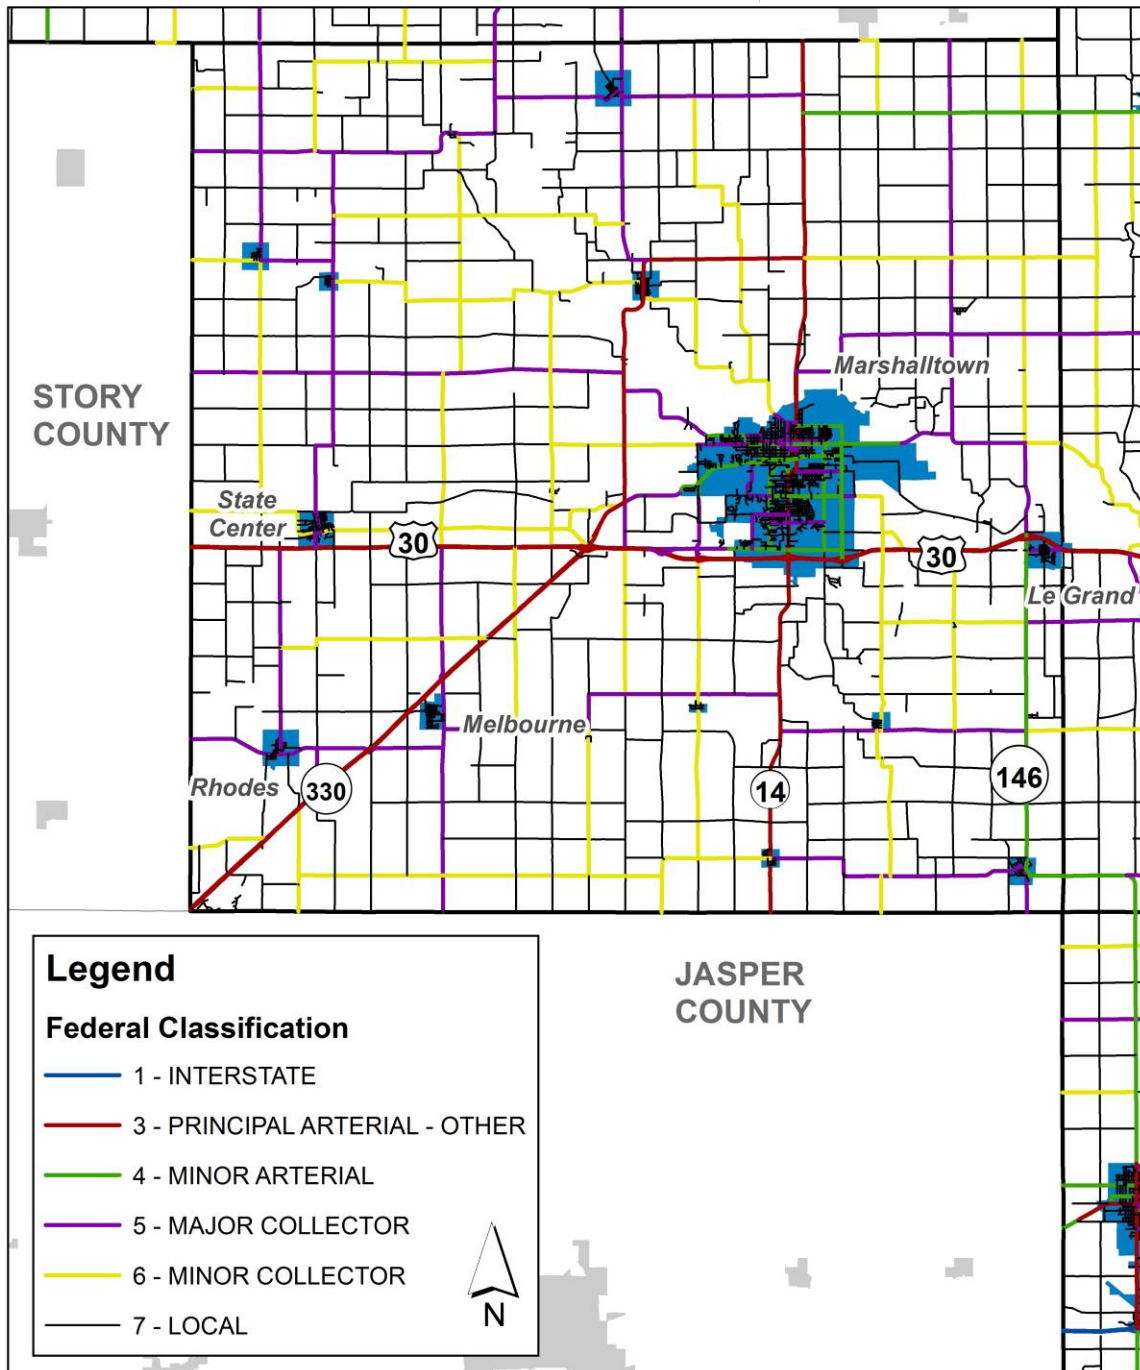 Marshalltown
STORY
COUNTY
State
Center
30
30
Le Grand
Melbourne
Rhodes
330
14
146
JASPER
COUNTY
Legend
Federal Classification
1 - INTERSTATE
3 - PRINCIPAL ARTERIAL - OTHER
4 - MINOR ARTERIAL
5 - MAJOR COLLECTOR
6 - MINOR COLLECTOR
7 - LOCAL
N